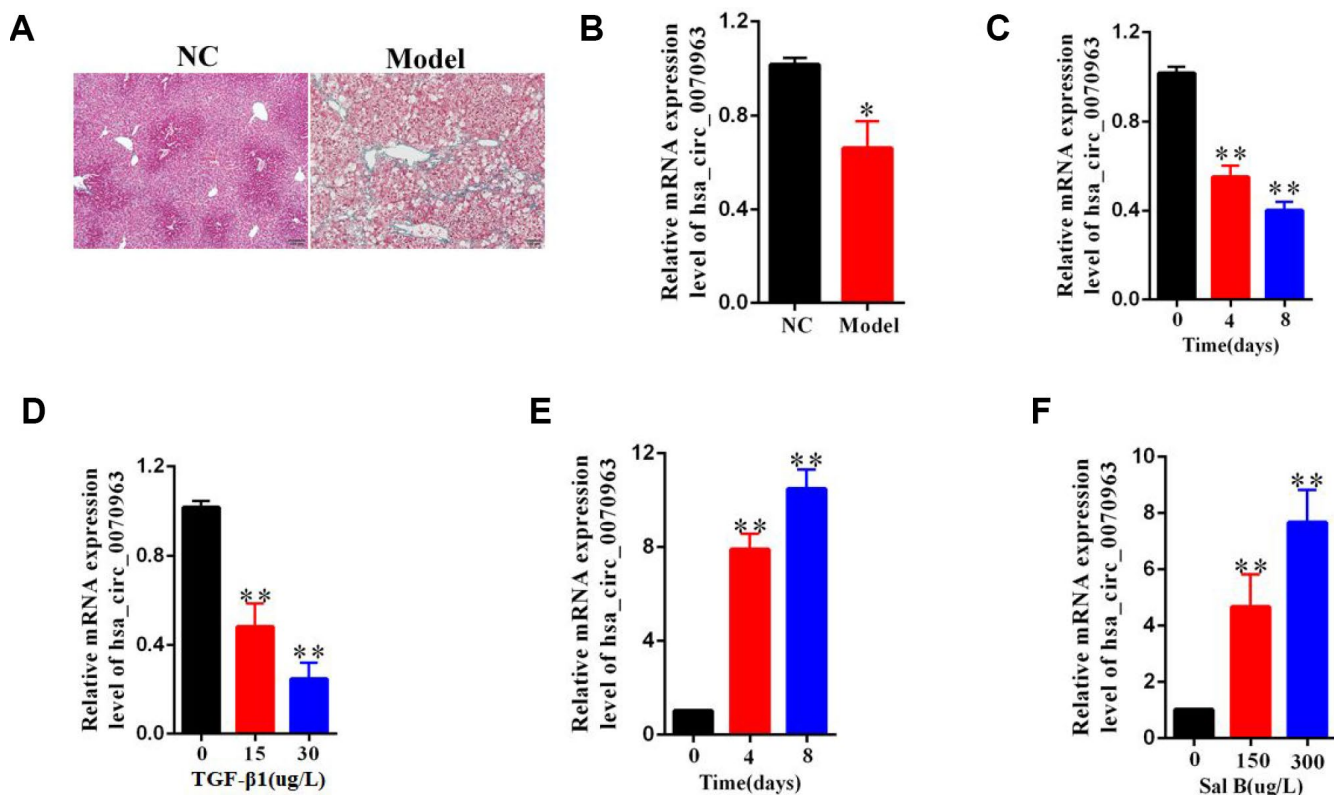 A
NC
Model
B
Relative mRNA expression
level of hsa_circ_0070963
1.2
0.8
0.4
0.0
*
NC
Model
C
Relative mRNA expression
level of hsa_circ_0070963
1.2
0.8
0.4
0.0
**
**
0
4
8
Time(days)
D
Relative mRNA expression
level of hsa_circ_0070963
1.2
0.8
0.4
0.0
**
**
0
15
30
TGF-β1(ug/L)
E
Relative mRNA expression
level of hsa_circ_0070963
12
8
4
0
**
**
0
4
8
Time(days)
F
Relative mRNA expression
level of hsa_circ_0070963
10
8
6
4
2
0
**
**
0
150
300
Sal B(ug/L)